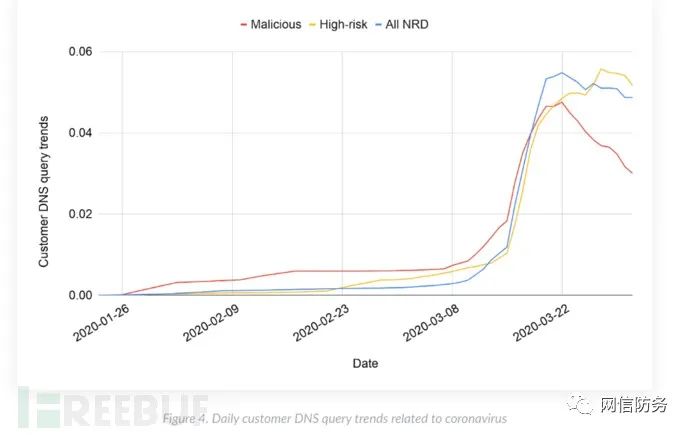 Malicious High-risk All NRD
0.06
0.04
0.02
0.00
Customer DNS query trends
2020-01-26
2020-02-09
2020-02-23
2020-03-08
2020-03-22
Date
Figure 4. Daily customer DNS query trends related to coronavirus
FREEBUF
网信防务